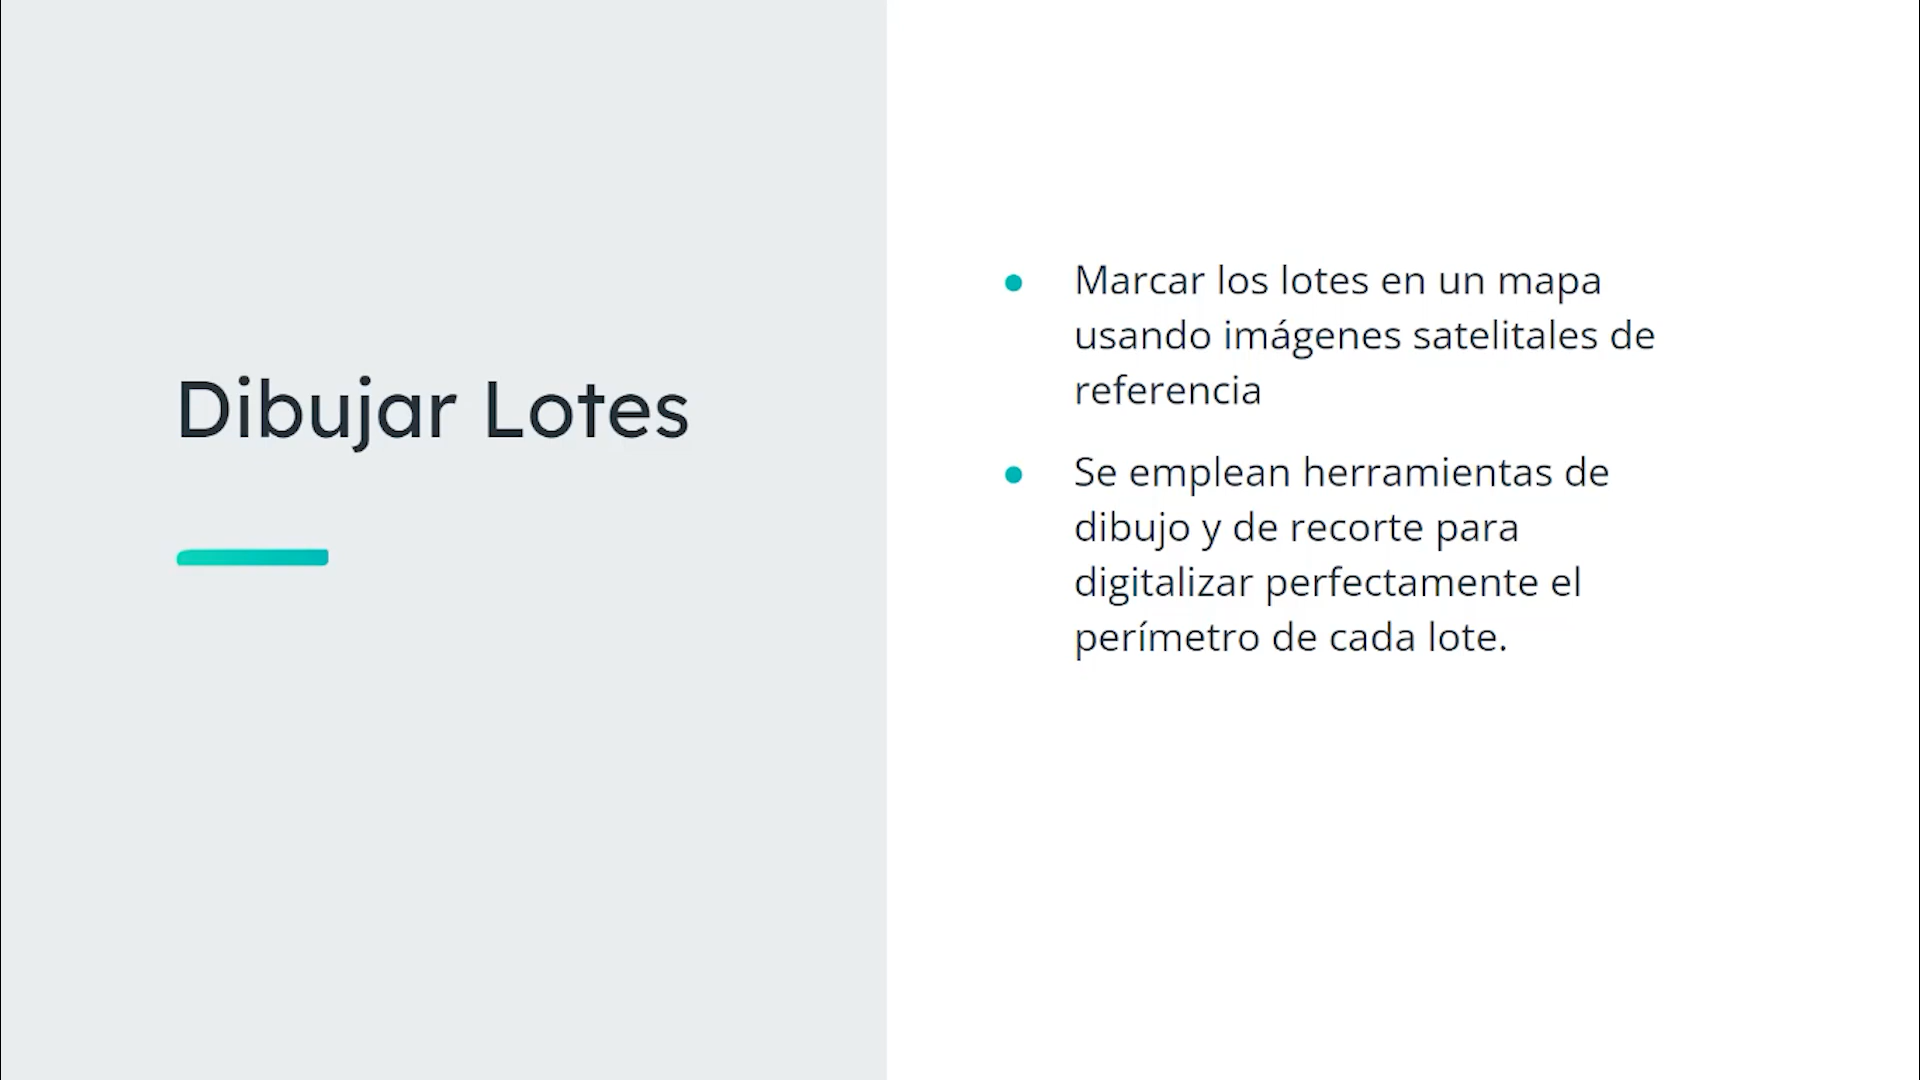 Dibujar Lotes
Marcar los lotes en un mapa
usando imágenes satelitales de
referencia
Se emplean herramientas de
dibujo y de recorte para
digitalizar perfectamente el
perímetro de cada lote.